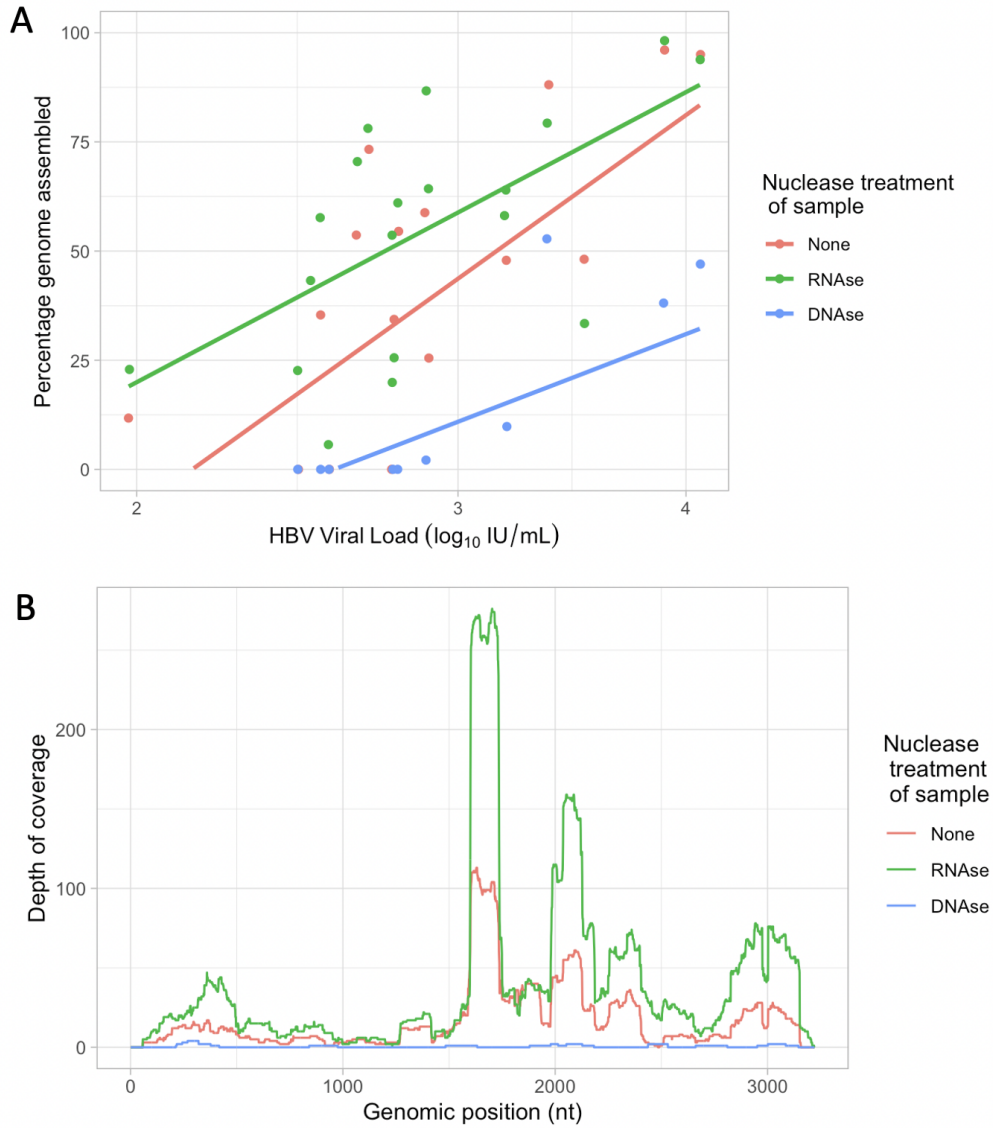 A
Percentage genome assembled
100
75
50
25
0
2
3
4
HBV Viral Load (log₁₀ IU/mL)
Nuclease treatment
of sample
None
RNAse
DNAse
B
Depth of coverage
200
100
0
0
1000
2000
3000
Genomic position (nt)
Nuclease
treatment
of sample
None
RNAse
DNAse